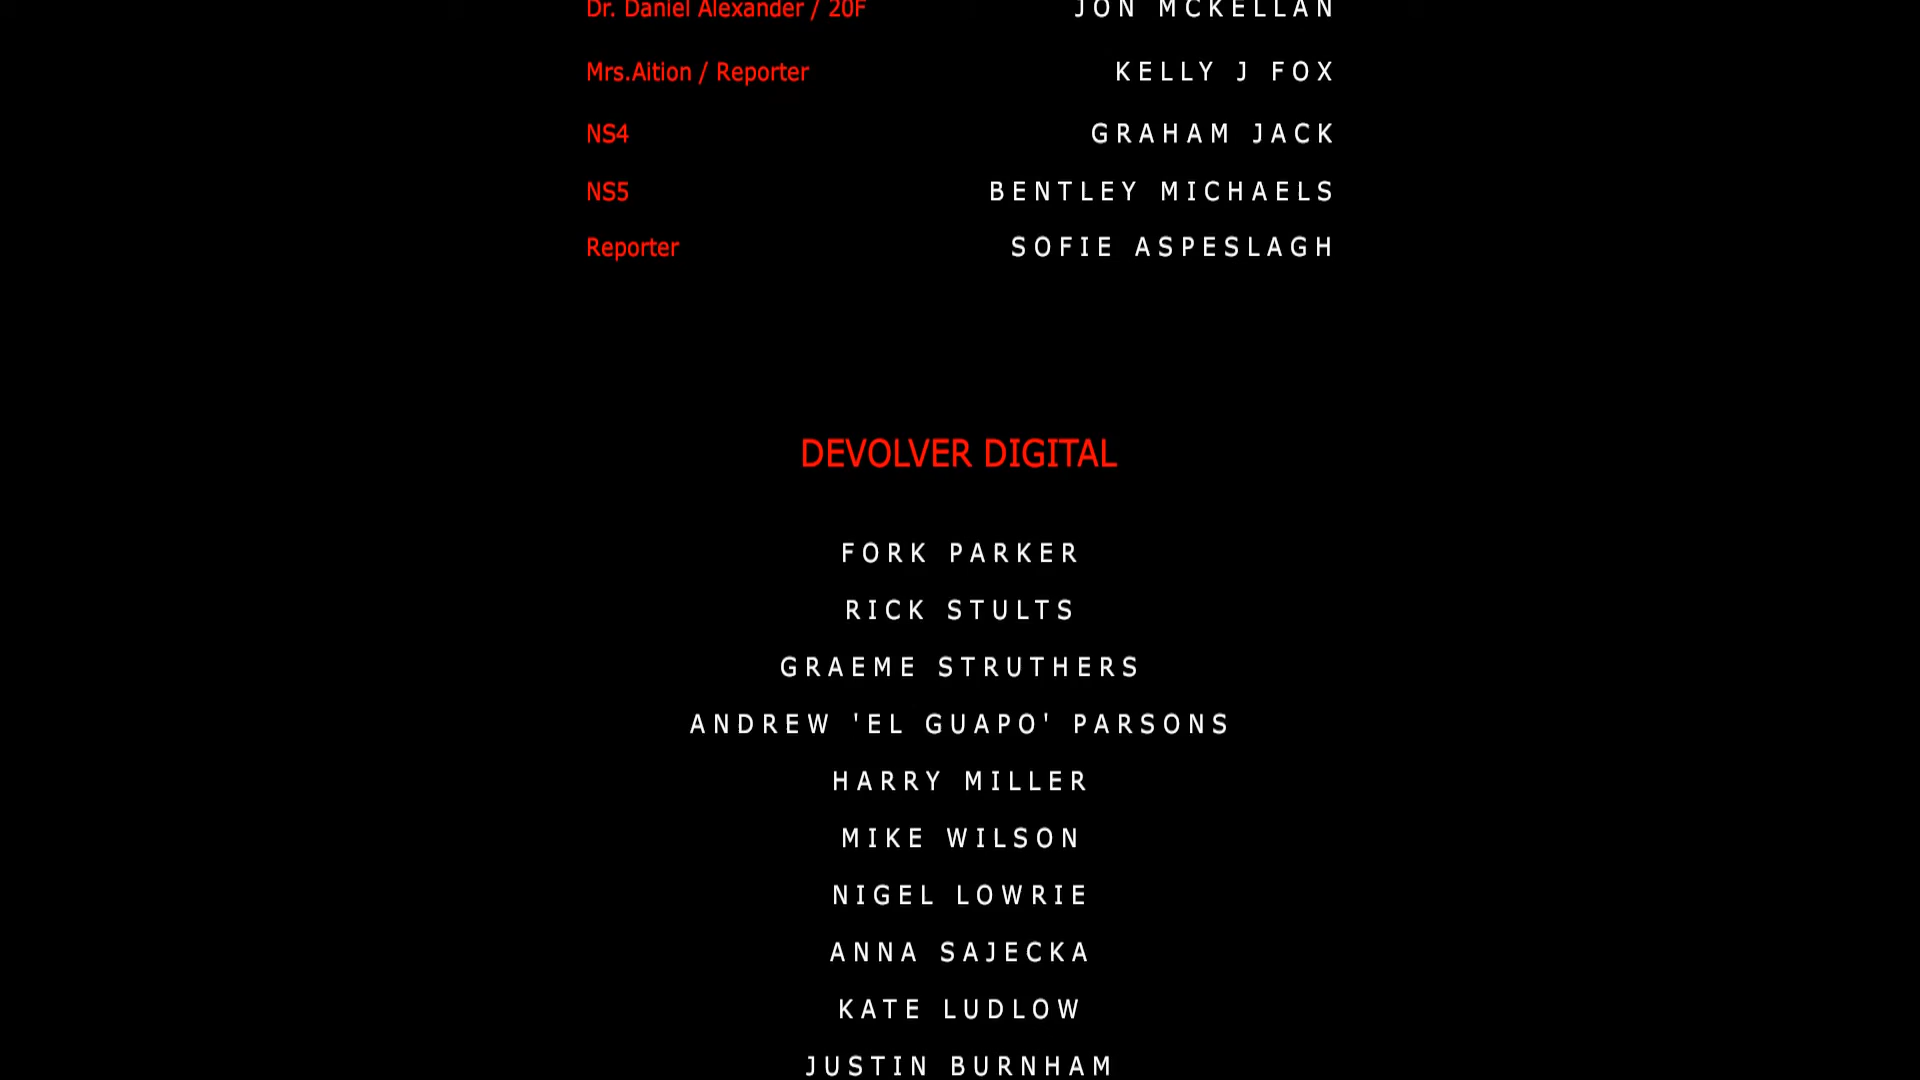 Dr. Daniel Alexander / 20F JON MCKELLAN
Mrs.Aition / Reporter KELLY J FOX
NS4 GRAHAM JACK
NS5 BENTLEY MICHAELS
Reporter SOFIE ASPESLAGH
DEVOLVER DIGITAL
FORK PARKER
RICK STULTS
GRAEME STRUTHERS
ANDREW 'EL GUAPO' PARSONS
HARRY MILLER
MIKE WILSON
NIGEL LOWRIE
ANNA SAJECKA
KATE LUDLOW
JUSTIN BURNHAM